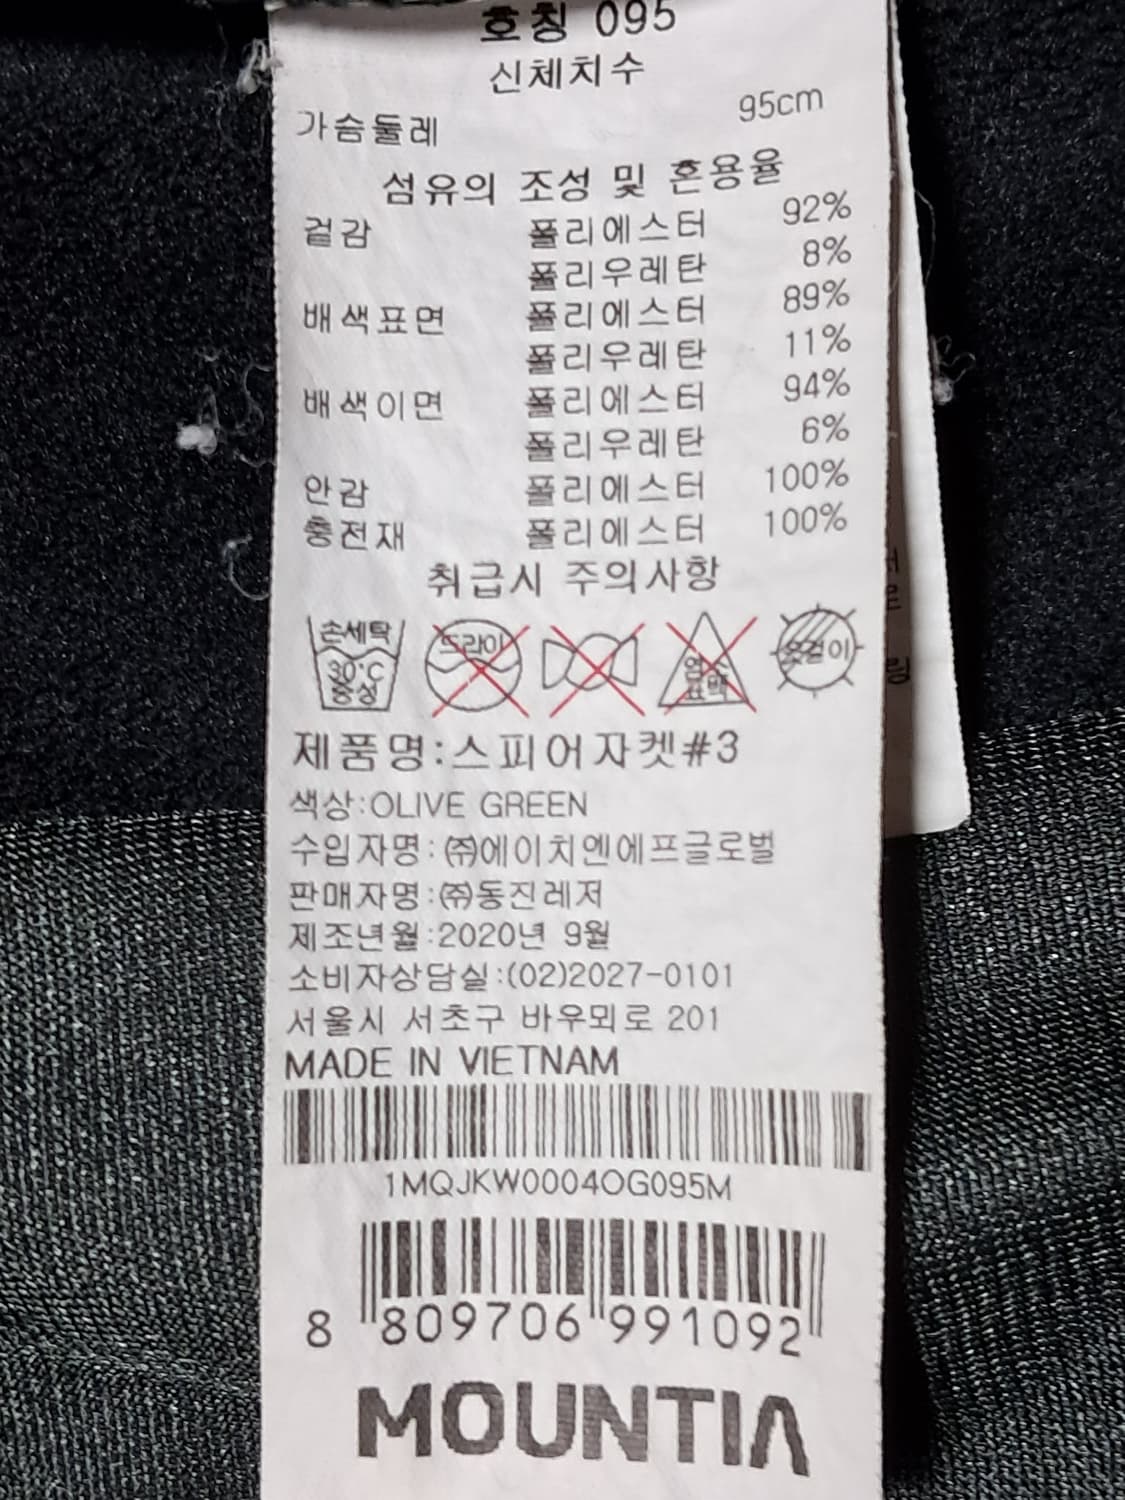 호칭 095
신체치수
가슴둘레 95cm
섬유의 조성 및 혼용율
겉감 폴리에스터 92%
폴리우레탄 8%
배색표면 폴리에스터 89%
폴리우레탄 11%
배색이면 폴리에스터 94%
폴리우레탄 6%
안감 폴리에스터 100%
충전재 폴리에스터 100%
취급시 주의사항
손세탁 30°C 중성
드라이
염소 표백
옷걸이
제품명:스피어자켓#3
색상:OLIVE GREEN
수입자명:㈜에이치엔에프글로벌
판매자명:㈜동진레저
제조년월:2020년 9월
소비자상담실:(02)2027-0101
서울시 서초구 바우뫼로 201
MADE IN VIETNAM
1MQJKW0004OG095M
8 809706 991092
MOUNTIA